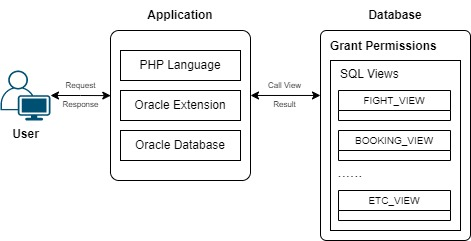 Application
Database
Grant Permissions
PHP Language
SQL Views
Request
Call View
FIGHT_VIEW
Response
Oracle Extension
Result
User
Oracle Database
BOOKING_VIEW
......
ETC_VIEW